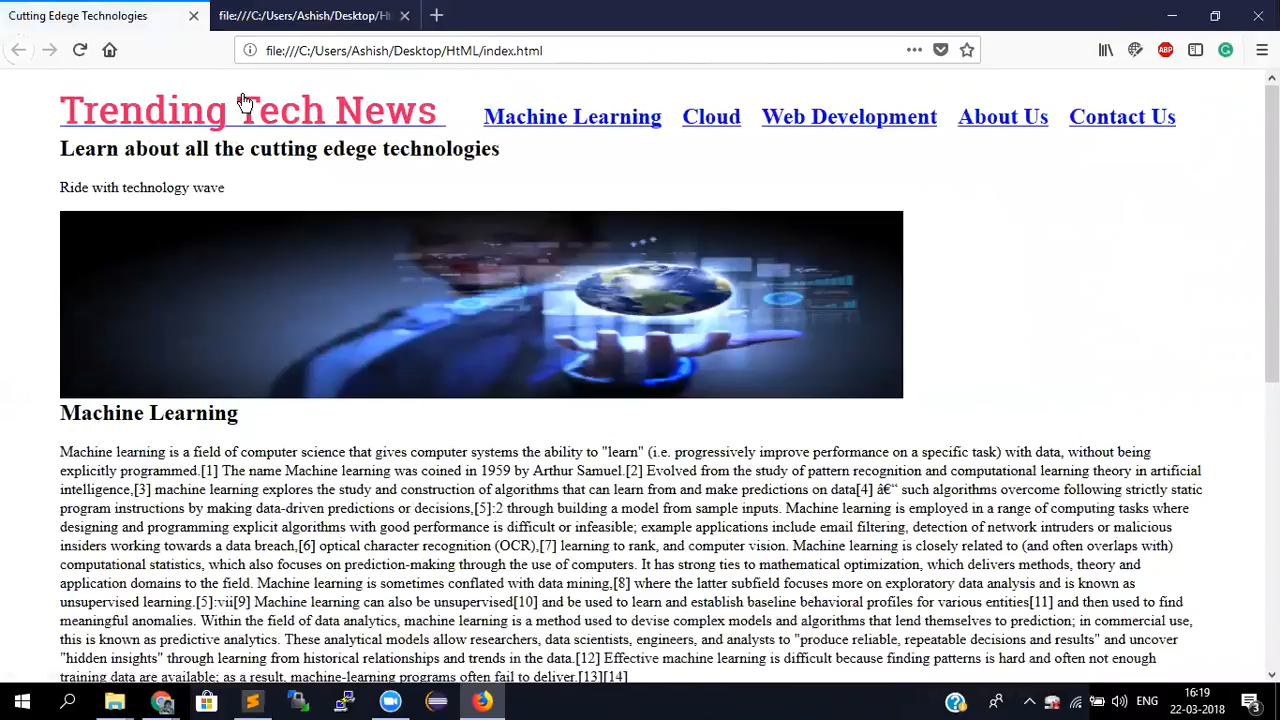 Cutting Edege Technologies
file:///C:/Users/Ashish/Desktop/Ht
file:///C:/Users/Ashish/Desktop/HtML/index.html
ABP
Trending Tech News Machine Learning Cloud Web Development About Us Contact Us
Learn about all the cutting edege technologies
Ride with technology wave
Machine Learning
Machine learning is a field of computer science that gives computer systems the ability to "learn" (i.e. progressively improve performance on a specific task) with data, without being
explicitly programmed.[1] The name Machine learning was coined in 1959 by Arthur Samuel.[2] Evolved from the study of pattern recognition and computational learning theory in artificial
intelligence,[3] machine learning explores the study and construction of algorithms that can learn from and make predictions on data[4] â€“ such algorithms overcome following strictly static
program instructions by making data-driven predictions or decisions,[5]:2 through building a model from sample inputs. Machine learning is employed in a range of computing tasks where
designing and programming explicit algorithms with good performance is difficult or infeasible; example applications include email filtering, detection of network intruders or malicious
insiders working towards a data breach,[6] optical character recognition (OCR),[7] learning to rank, and computer vision. Machine learning is closely related to (and often overlaps with)
computational statistics, which also focuses on prediction-making through the use of computers. It has strong ties to mathematical optimization, which delivers methods, theory and
application domains to the field. Machine learning is sometimes conflated with data mining,[8] where the latter subfield focuses more on exploratory data analysis and is known as
unsupervised learning.[5]:vii[9] Machine learning can also be unsupervised[10] and be used to learn and establish baseline behavioral profiles for various entities[11] and then used to find
meaningful anomalies. Within the field of data analytics, machine learning is a method used to devise complex models and algorithms that lend themselves to prediction; in commercial use,
this is known as predictive analytics. These analytical models allow researchers, data scientists, engineers, and analysts to "produce reliable, repeatable decisions and results" and uncover
"hidden insights" through learning from historical relationships and trends in the data.[12] Effective machine learning is difficult because finding patterns is hard and often not enough
training data are available; as a result, machine-learning programs often fail to deliver.[13][14]
ENG
16:19
22-03-2018
3